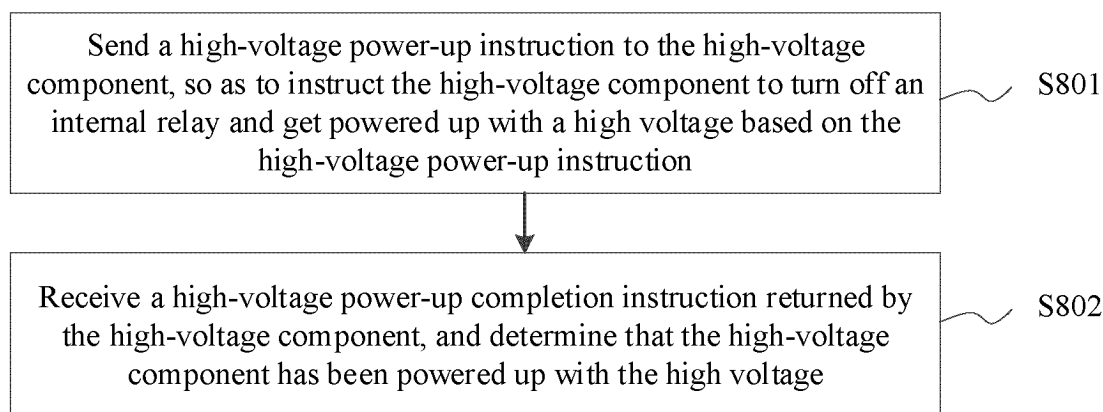 Send a high-voltage power-up instruction to the high-voltage
component, so as to instruct the high-voltage component to turn off an
internal relay and get powered up with a high voltage based on the
high-voltage power-up instruction
S801
Receive a high-voltage power-up completion instruction returned by
the high-voltage component, and determine that the high-voltage
component has been powered up with the high voltage
S802